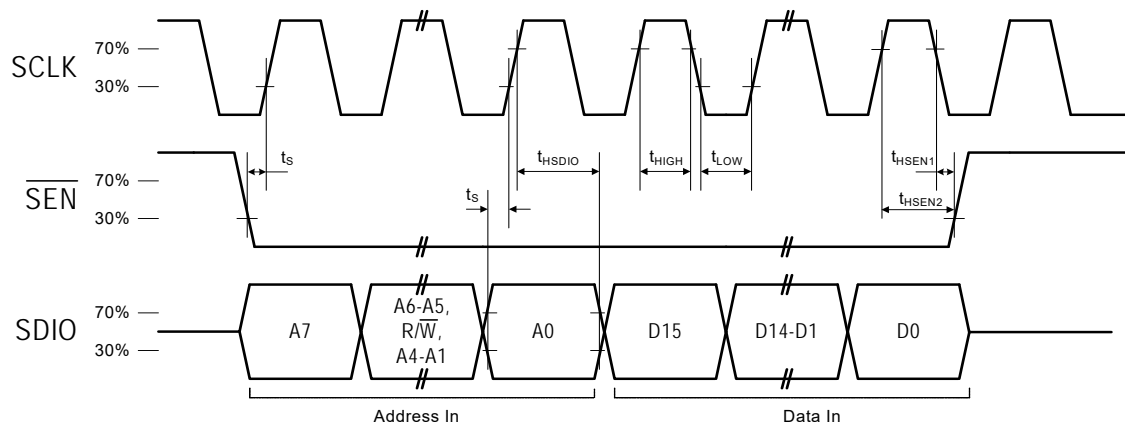 70%
SCLK
30%
tS
tHSDIO
tHIGH
tLOW
tHSEN1
70%
SEN
tS
tHSEN2
30%
70%
SDIO
30%
A7
A6-A5,
R/W,
A4-A1
A0
D15
D14-D1
D0
Address In
Data In